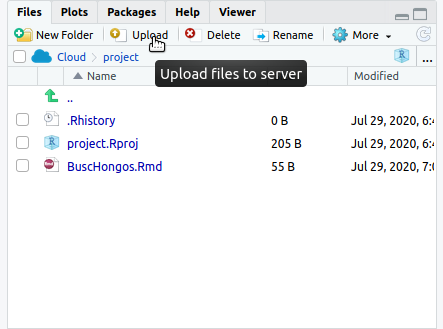 Files Plots Packages Help Viewer
New Folder Upload Delete Rename More
Cloud project R ...
Name Modified
Upload files to server
..
.Rhistory 0 B Jul 29, 2020, 6:4
project.Rproj 205 B Jul 29, 2020, 6:4
BuscHongos.Rmd 55 B Jul 29, 2020, 7:0